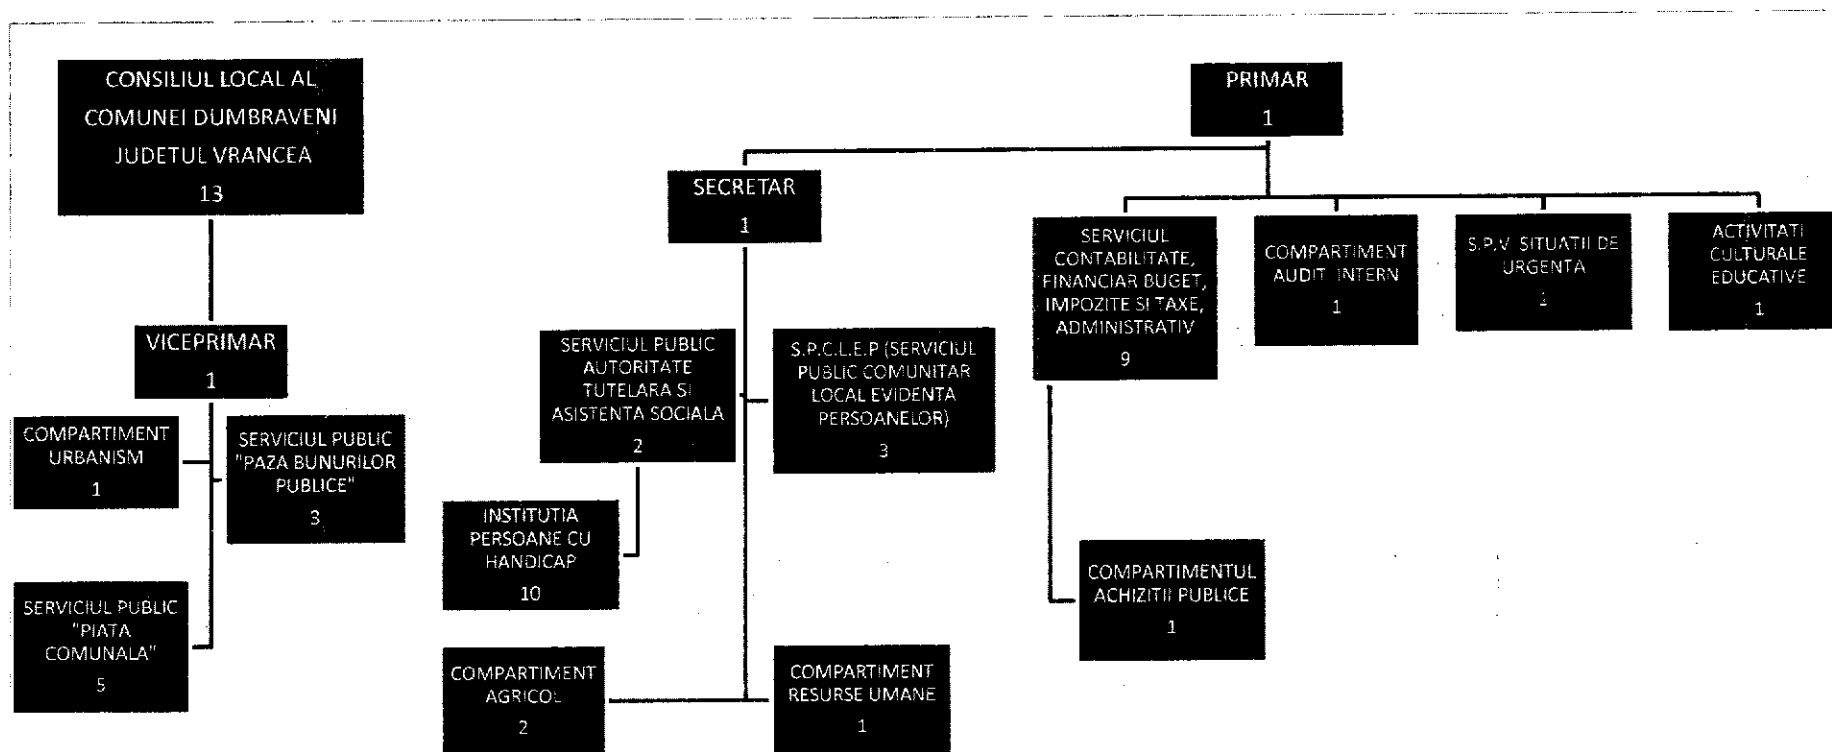 CONSILIUL LOCAL AL
COMUNEI DUMBRAVENI
JUDETUL VRANCEA
13
VICEPRIMAR
1
COMPARTIMENT
URBANISM
1
SERVICIUL PUBLIC
"PAZA BUNURILOR
PUBLICE"
3
SERVICIUL PUBLIC
"PIATA
COMUNALA"
5
PRIMAR
1
SECRETAR
1
SERVICIUL PUBLIC
AUTORITATE
TUTELARA SI
ASISTENTA SOCIALA
2
S.P.C.L.E.P (SERVICIUL
PUBLIC COMUNITAR
LOCAL EVIDENTA
PERSOANELOR)
3
INSTITUTIA
PERSOANE CU
HANDICAP
10
COMPARTIMENT
AGRICOL
2
COMPARTIMENT
RESURSE UMANE
1
SERVICIUL
CONTABILITATE,
FINANCIAR BUGET,
IMPOZITE SI TAXE,
ADMINISTRATIV
9
COMPARTIMENT
AUDIT INTERN
1
S.P.V. SITUATII DE
URGENTA
1
ACTIVITATI
CULTURALE
EDUCATIVE
1
COMPARTIMENTUL
ACHIZITII PUBLICE
1